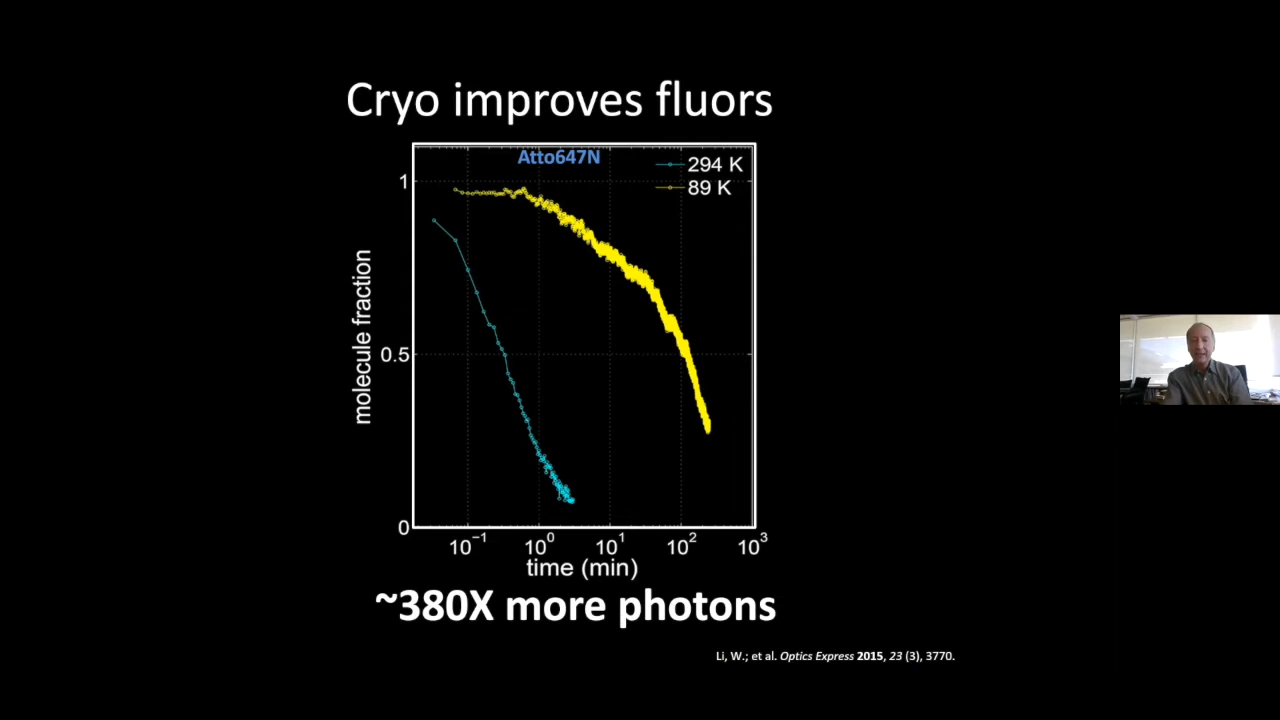 Cryo improves fluors
Atto647N
294 K
89 K
1
0.5
0
molecule fraction
10⁻¹ 10⁰ 10¹ 10² 10³
time (min)
~380X more photons
Li, W.; et al. Optics Express 2015, 23 (3), 3770.